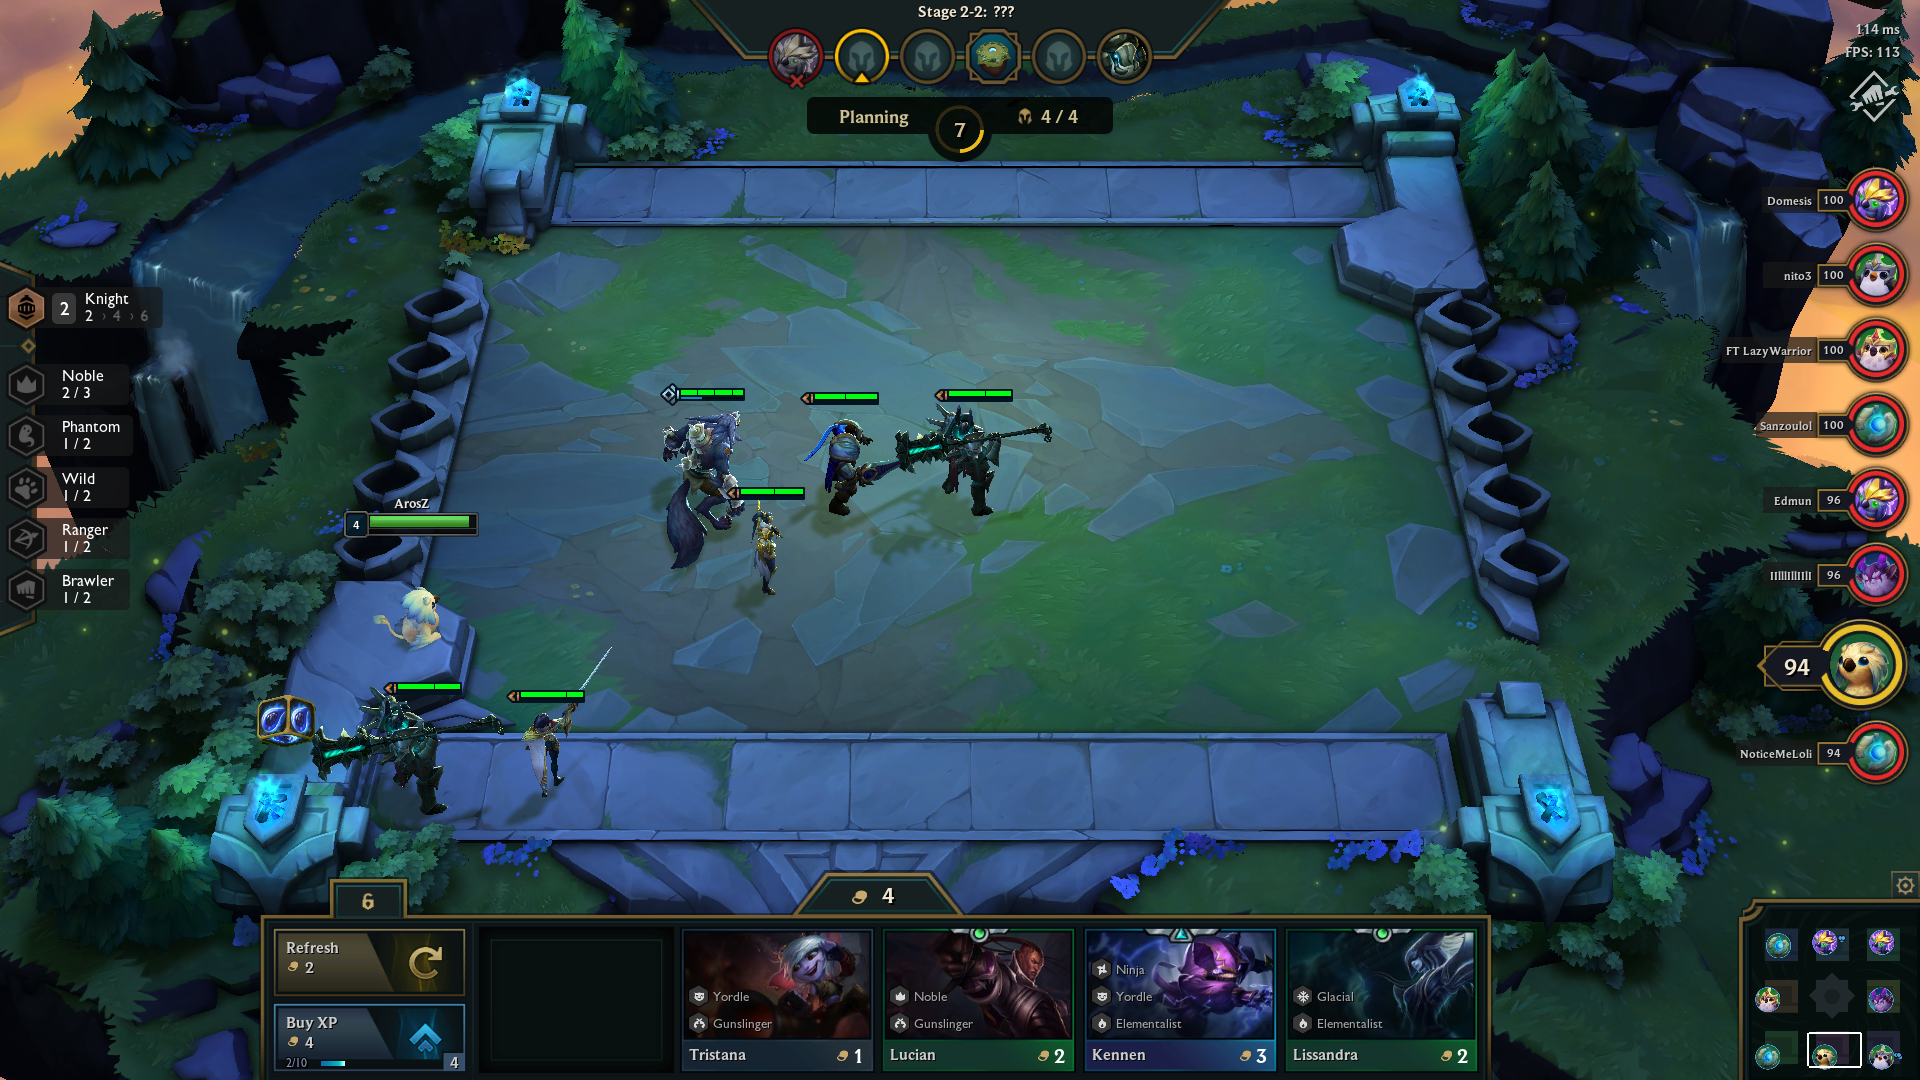 Stage 2-2: ???
114 ms
FPS: 113
Planning
7
4 / 4
Domesis
100
nito3
100
FT LazyWarrior
100
Sanzoulol
100
Edmun
96
96
94
NoticeMeLoli
94
2
Knight
2 › 4 › 6
Noble
2 / 3
Phantom
1 / 2
Wild
1 / 2
Ranger
1 / 2
Brawler
1 / 2
ArosZ
4
6
4
Refresh
2
Buy XP
4
2/10
4
Yordle
Gunslinger
Tristana
1
Noble
Gunslinger
Lucian
2
Ninja
Yordle
Elementalist
Kennen
3
Glacial
Elementalist
Lissandra
2